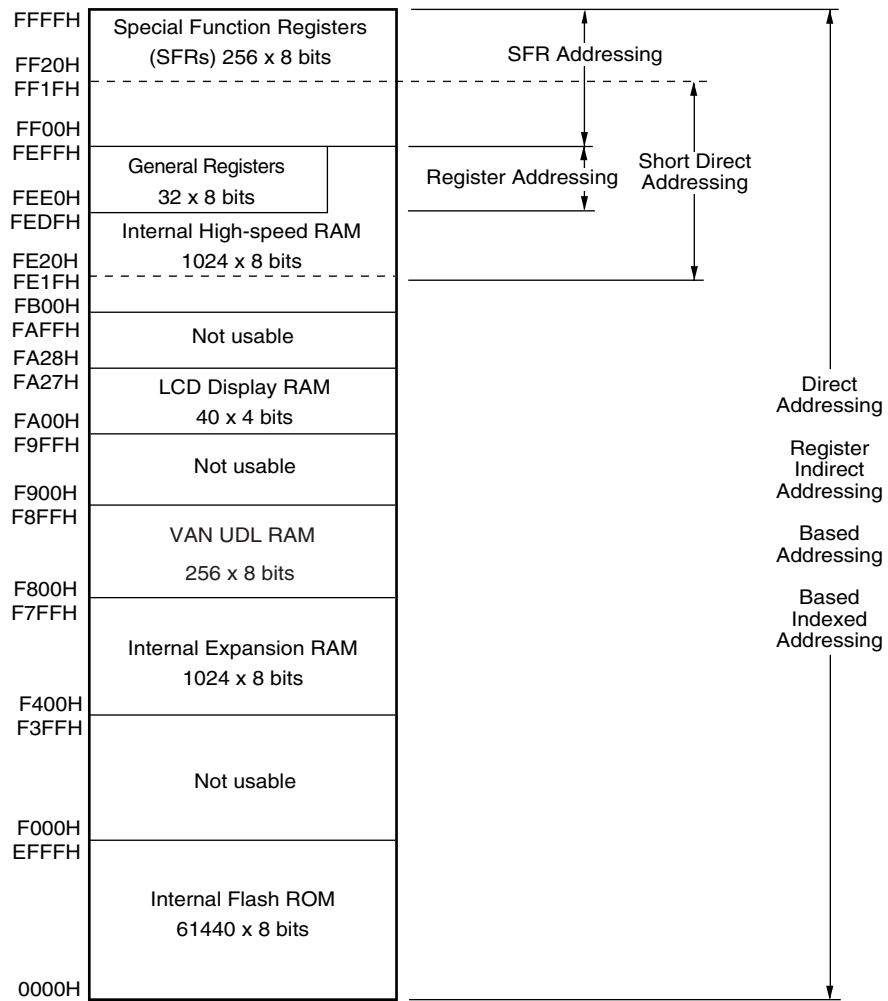 FFFFH
Special Function Registers
(SFRs) 256 x 8 bits
SFR Addressing
FF20H
FF1FH
FF00H
FEFFH
General Registers
32 x 8 bits
Register Addressing
Short Direct
Addressing
FEE0H
FEDFH
Internal High-speed RAM
1024 x 8 bits
FE20H
FE1FH
FB00H
FAFFH
Not usable
FA28H
FA27H
LCD Display RAM
40 x 4 bits
FA00H
F9FFH
Not usable
F900H
F8FFH
VAN UDL RAM
256 x 8 bits
F800H
F7FFH
Internal Expansion RAM
1024 x 8 bits
F400H
F3FFH
Not usable
F000H
EFFFH
Internal Flash ROM
61440 x 8 bits
0000H
Direct
Addressing
Register
Indirect
Addressing
Based
Addressing
Based
Indexed
Addressing